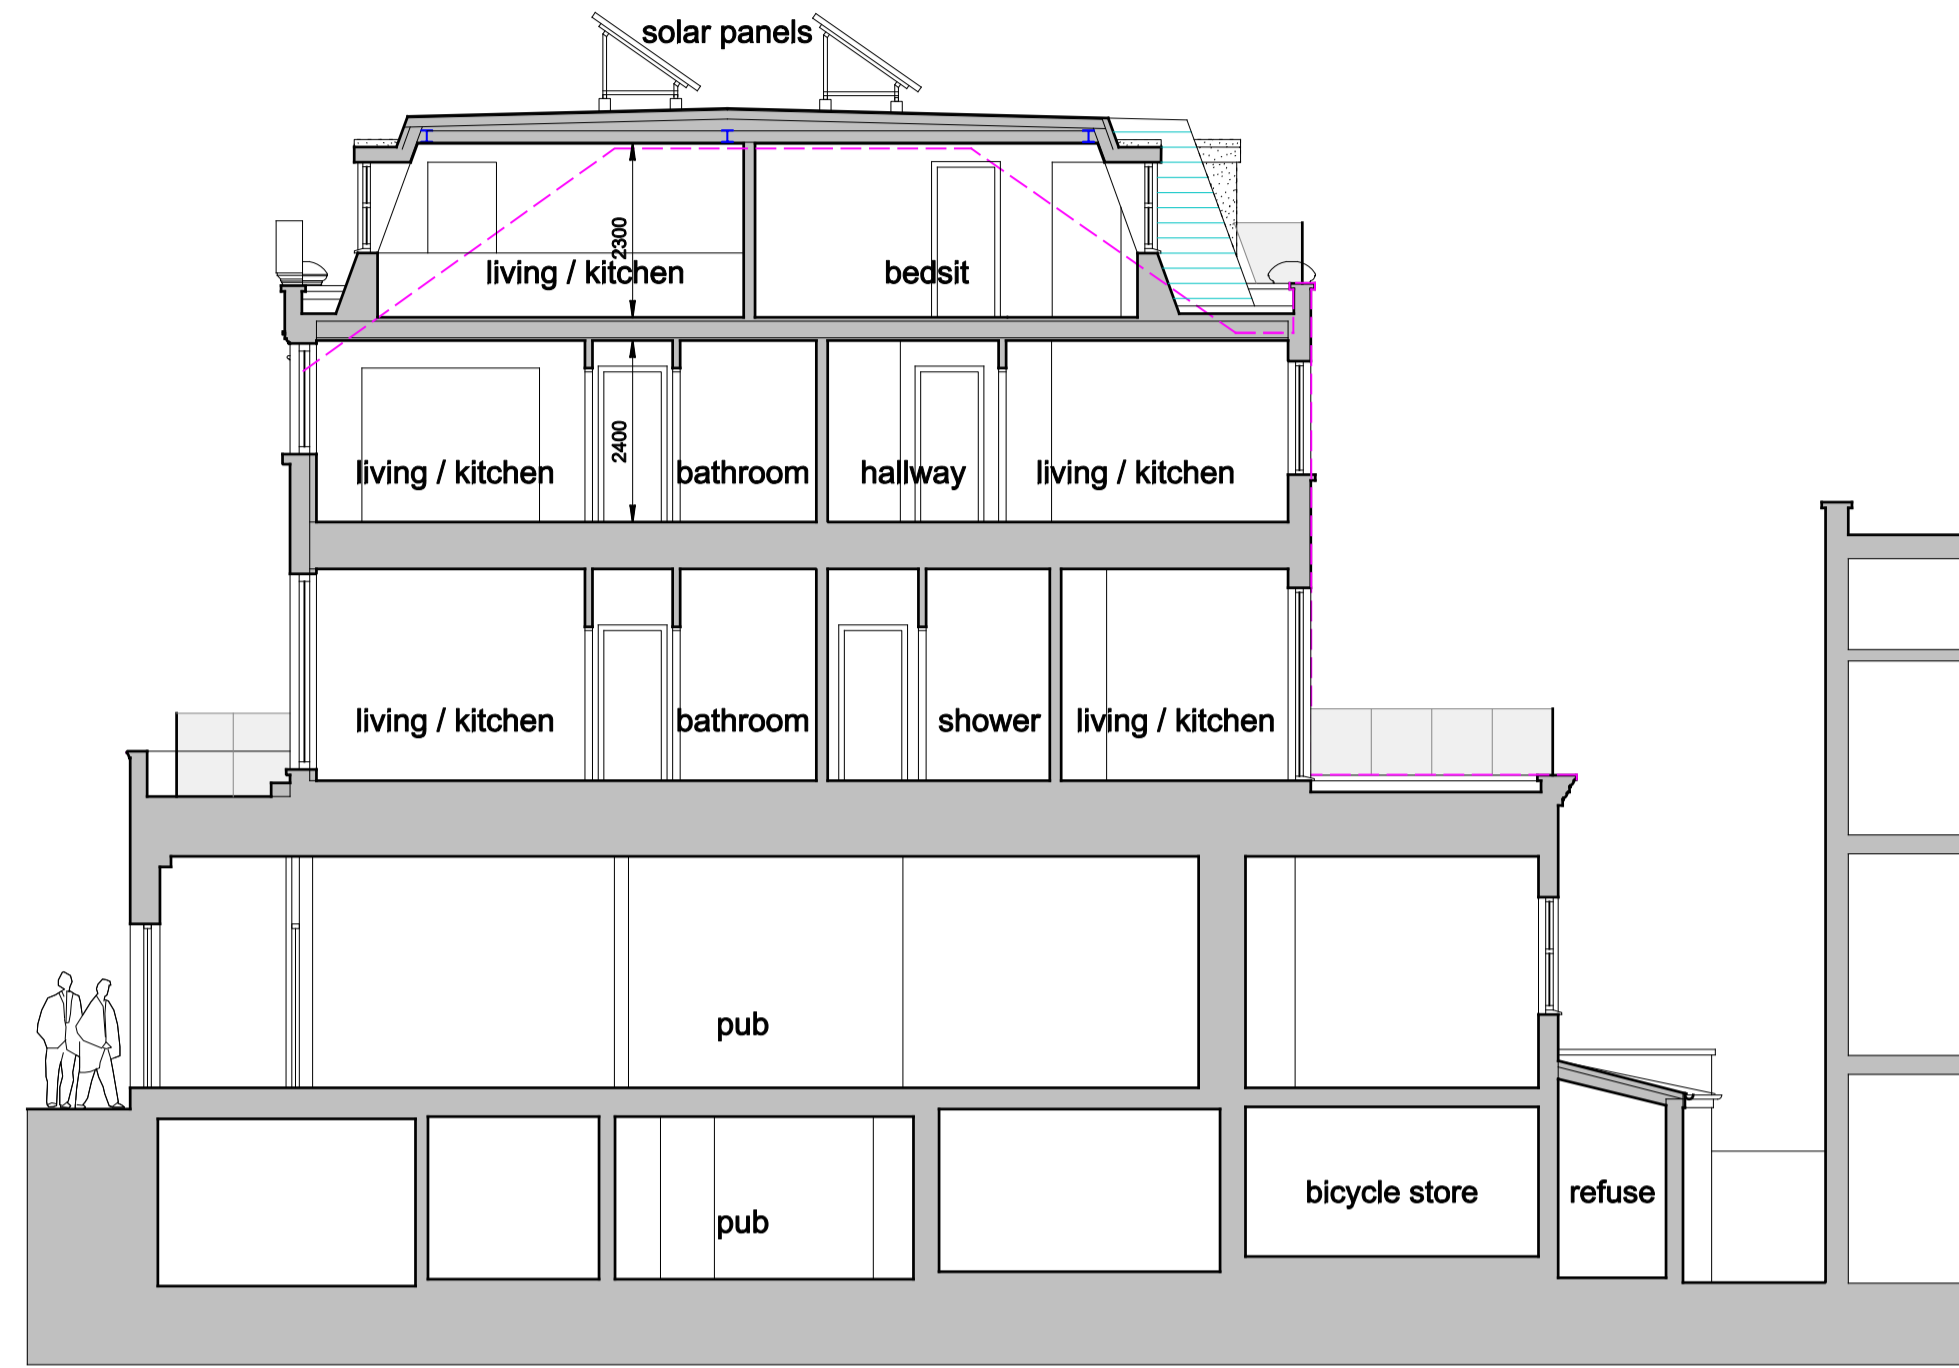 solar panels
2300
living / kitchen
bedsit
2400
living / kitchen
bathroom
hallway
living / kitchen
living / kitchen
bathroom
shower
living / kitchen
pub
bicycle store
refuse
pub